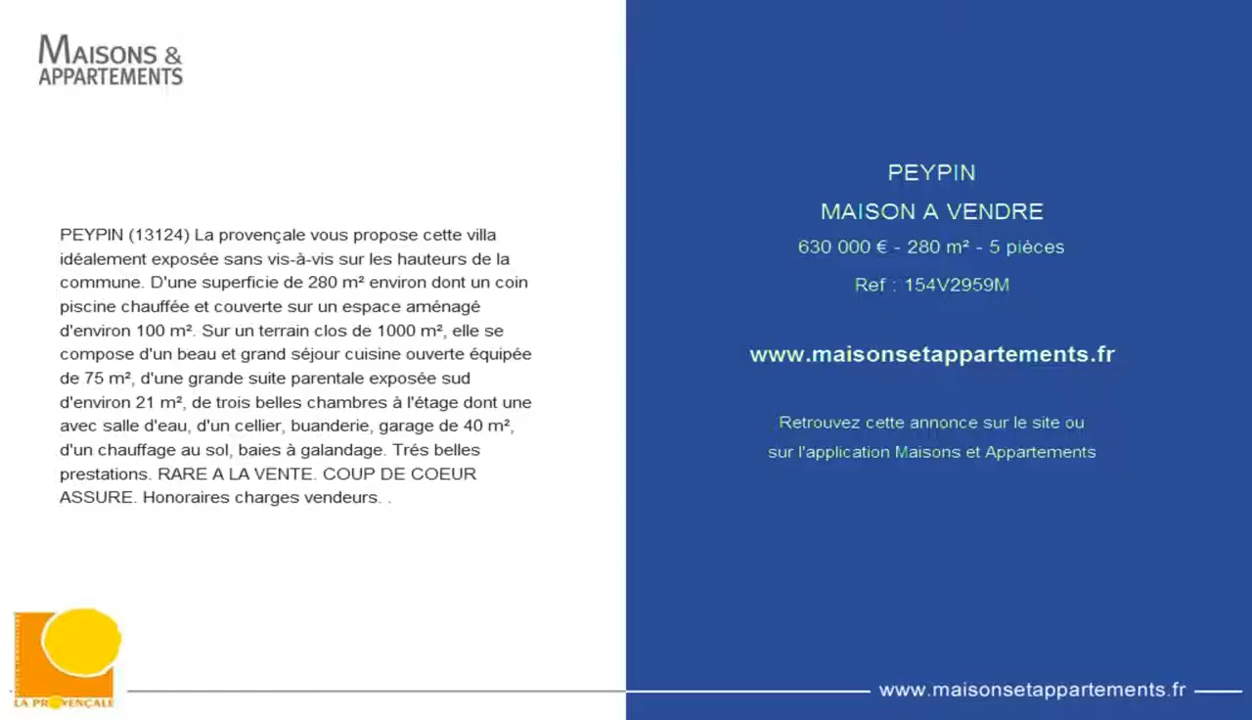 MAISONS &
APPARTEMENTS
PEYPIN (13124) La provençale vous propose cette villa
idéalement exposée sans vis-à-vis sur les hauteurs de la
commune. D'une superficie de 280 m² environ dont un coin
piscine chauffée et couverte sur un espace aménagé
d'environ 100 m². Sur un terrain clos de 1000 m², elle se
compose d'un beau et grand séjour cuisine ouverte équipée
de 75 m², d'une grande suite parentale exposée sud
d'environ 21 m², de trois belles chambres à l'étage dont une
avec salle d'eau, d'un cellier, buanderie, garage de 40 m²,
d'un chauffage au sol, baies à galandage. Trés belles
prestations. RARE A LA VENTE. COUP DE COEUR
ASSURE. Honoraires charges vendeurs. .
LA PROVENÇALE
PEYPIN
MAISON A VENDRE
630 000 € - 280 m² - 5 pièces
Ref : 154V2959M
www.maisonsetappartements.fr
Retrouvez cette annonce sur le site ou
sur l'application Maisons et Appartements
www.maisonsetappartements.fr